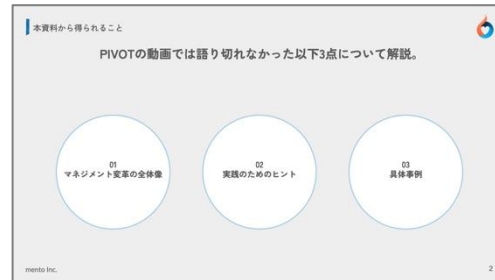 本資料から得られること
PIVOTの動画では語り切れなかった以下3点について解説。
01
マネジメント変革の全体像
02
実践のためのヒント
03
具体事例
mento Inc.
2